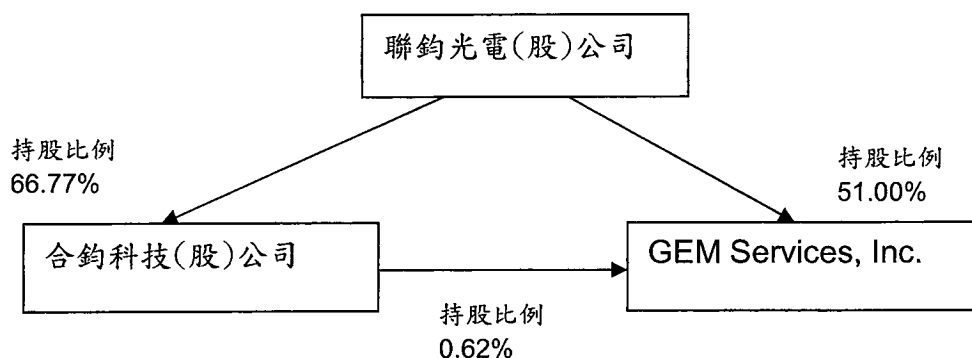 聯鈞光電(股)公司
持股比例
66.77%
持股比例
51.00%
合鈞科技(股)公司
GEM Services, Inc.
持股比例
0.62%